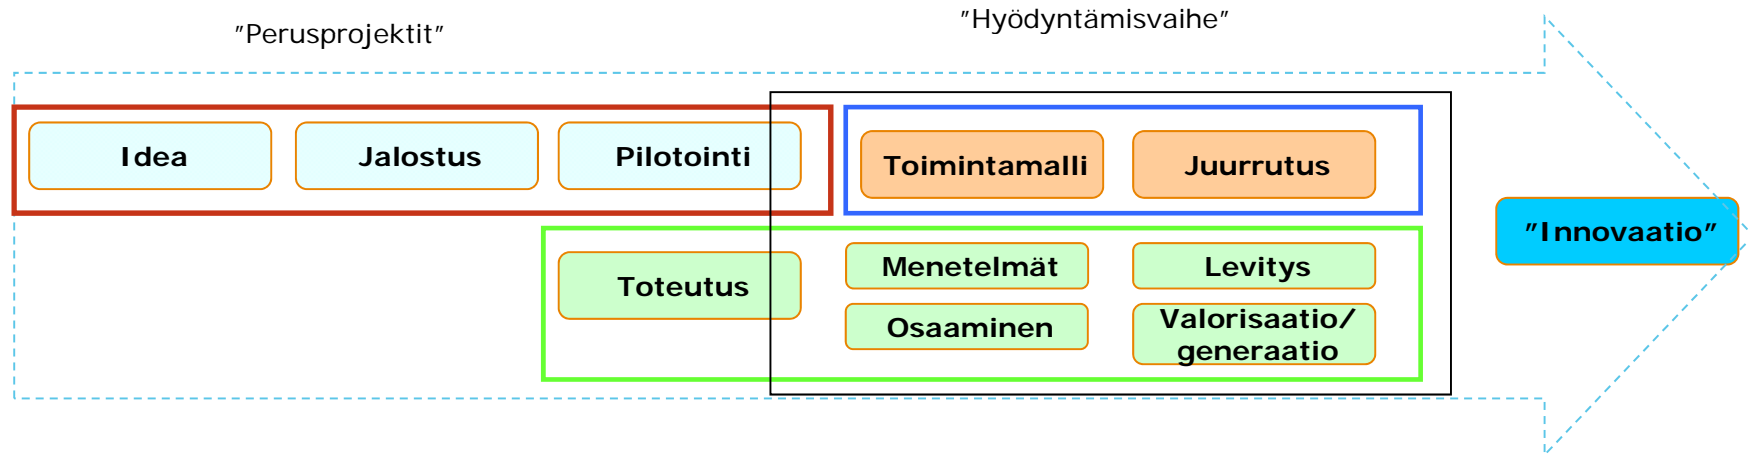 "Perusprojektit"
"Hyödyntämisvaihe"
Idea
Jalostus
Pilotointi
Toimintamalli
Juurrutus
"Innovaatio"
Toteutus
Menetelmät
Levitys
Osaaminen
Valorisaatio/
generaatio